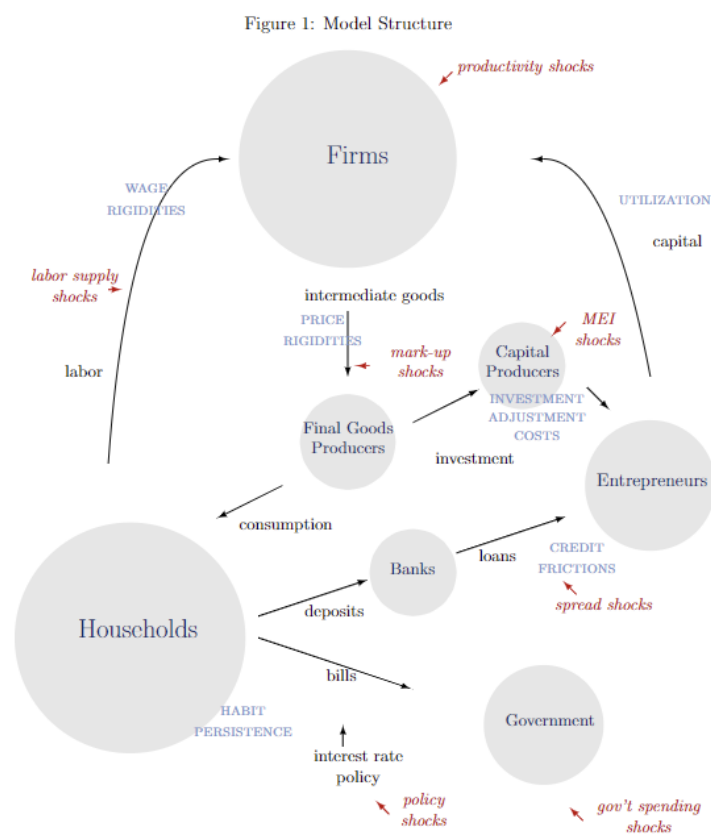 Figure 1: Model Structure
productivity shocks
Firms
WAGE
RIGIDITIES
UTILIZATION
capital
labor supply
shocks
intermediate goods
PRICE
RIGIDITIES
MEI
shocks
mark-up
shocks
Capital
Producers
labor
INVESTMENT
ADJUSTMENT
COSTS
Final Goods
Producers
investment
Entrepreneurs
consumption
CREDIT
FRICTIONS
loans
Banks
spread shocks
deposits
Households
bills
HABIT
PERSISTENCE
Government
interest rate
policy
policy
shocks
gov't spending
shocks